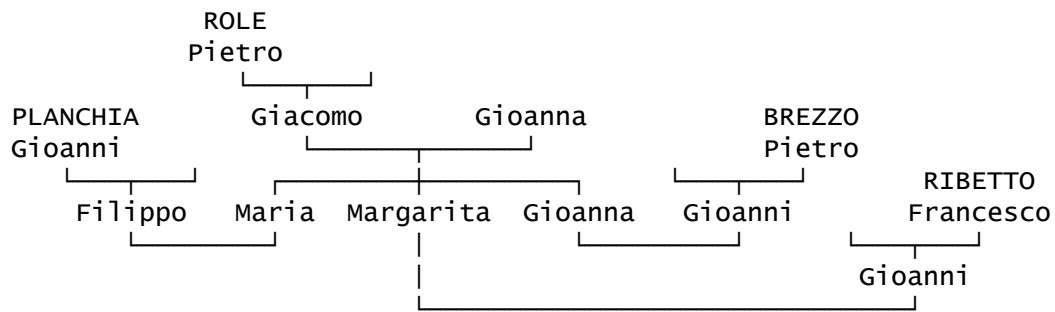 ROLE
Pietro
PLANCHIA Giacomo Gioanna BREZZO
Gioanni Pietro
RIBETTO
Filippo Maria Margarita Gioanna Gioanni Francesco
Gioanni